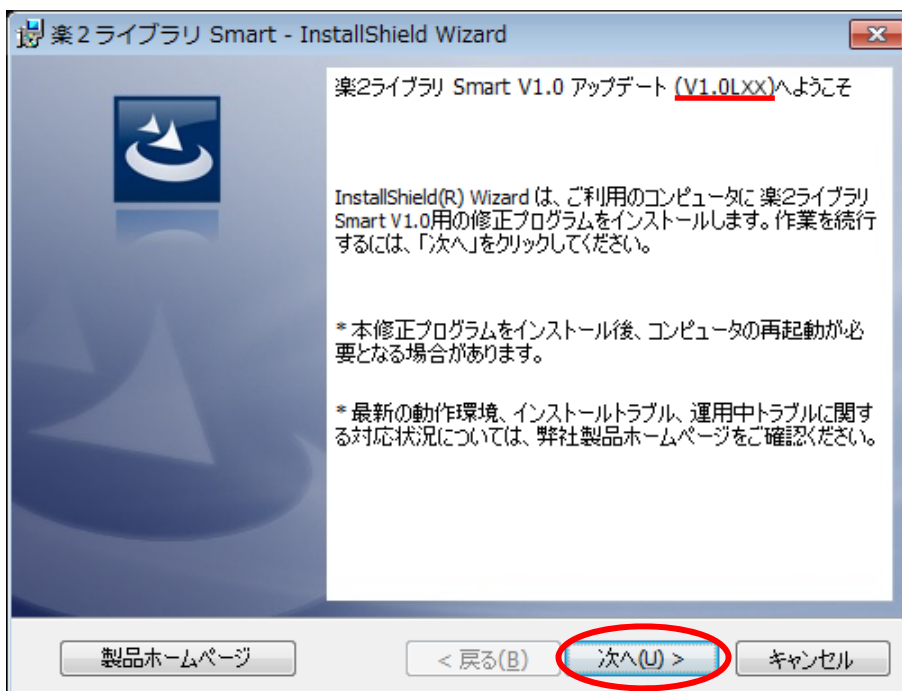 楽2ライブラリ Smart - InstallShield Wizard
楽2ライブラリ Smart V1.0 アップデート (V1.0LXX)へようこそ
InstallShield(R) Wizard は、ご利用のコンピュータに 楽2ライブラリ
Smart V1.0用の修正プログラムをインストールします。作業を続行
するには、「次へ」をクリックしてください。
* 本修正プログラムをインストール後、コンピュータの再起動が必
要となる場合があります。
* 最新の動作環境、インストールトラブル、運用中トラブルに関す
る対応状況については、弊社製品ホームページをご確認ください。
製品ホームページ
< 戻る(B)
次へ(U) >
キャンセル